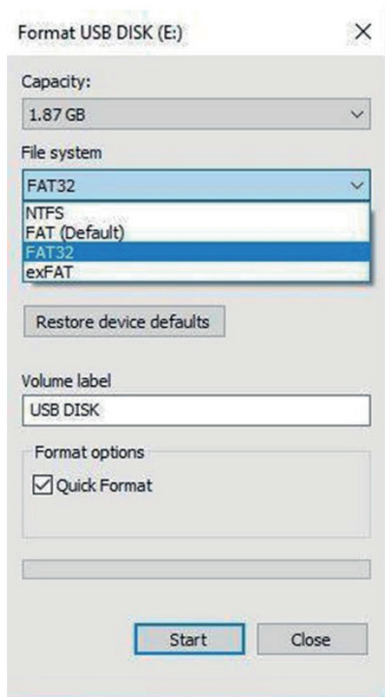 Format USB DISK (E:)
Capacity:
1.87 GB
File system
FAT32
NTFS
FAT (Default)
FAT32
exFAT
Restore device defaults
Volume label
USB DISK
Format options
Quick Format
Start
Close